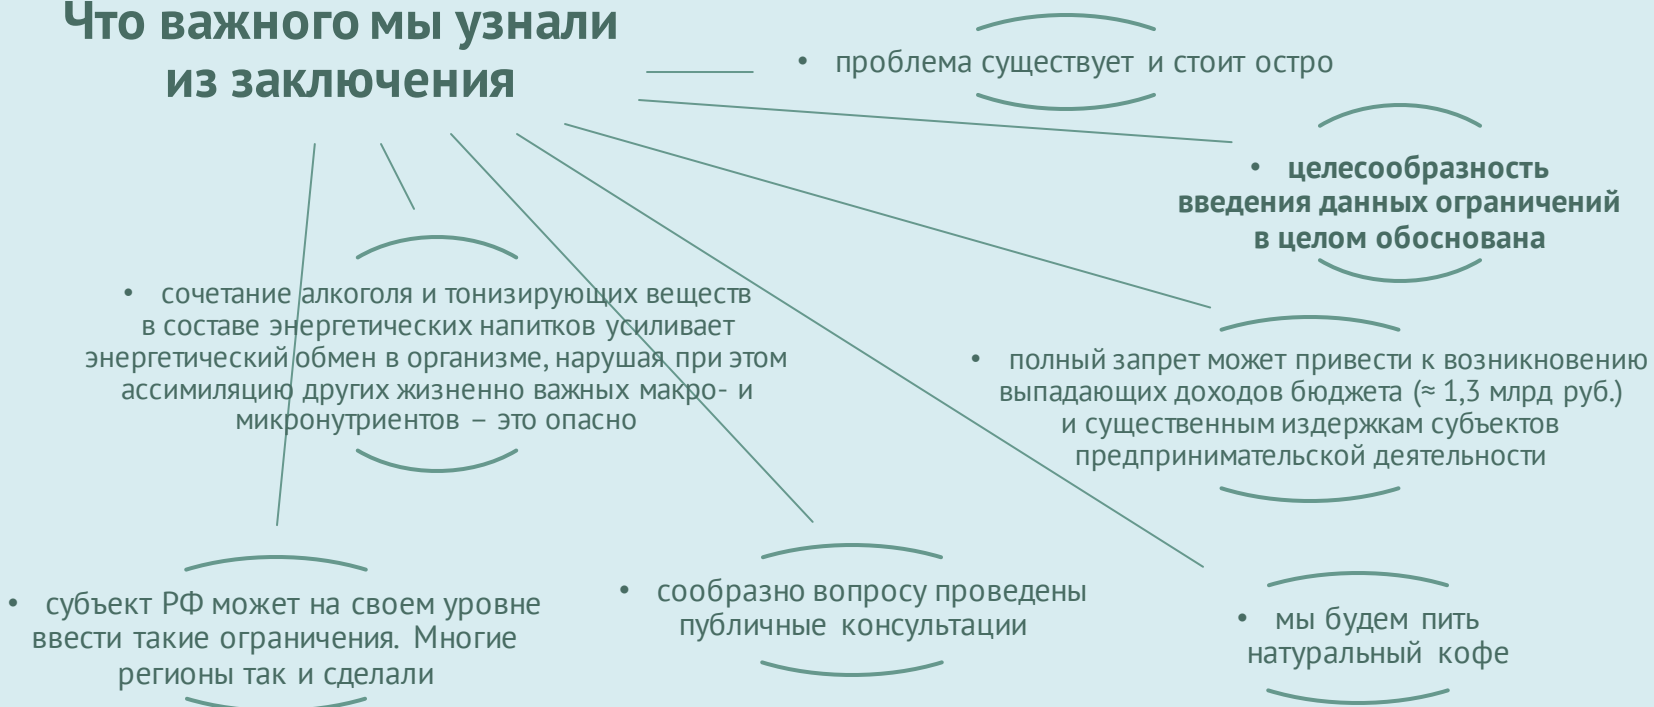 Что важного мы узнали
из заключения
• проблема существует и стоит остро
• целесообразность
введения данных ограничений
в целом обоснована
• сочетание алкоголя и тонизирующих веществ
в составе энергетических напитков усиливает
энергетический обмен в организме, нарушая при этом
ассимиляцию других жизненно важных макро- и
микронутриентов – это опасно
• полный запрет может привести к возникновению
выпадающих доходов бюджета (≈ 1,3 млрд руб.)
и существенным издержкам субъектов
предпринимательской деятельности
• субъект РФ может на своем уровне
ввести такие ограничения. Многие
регионы так и сделали
• сообразно вопросу проведены
публичные консультации
• мы будем пить
натуральный кофе